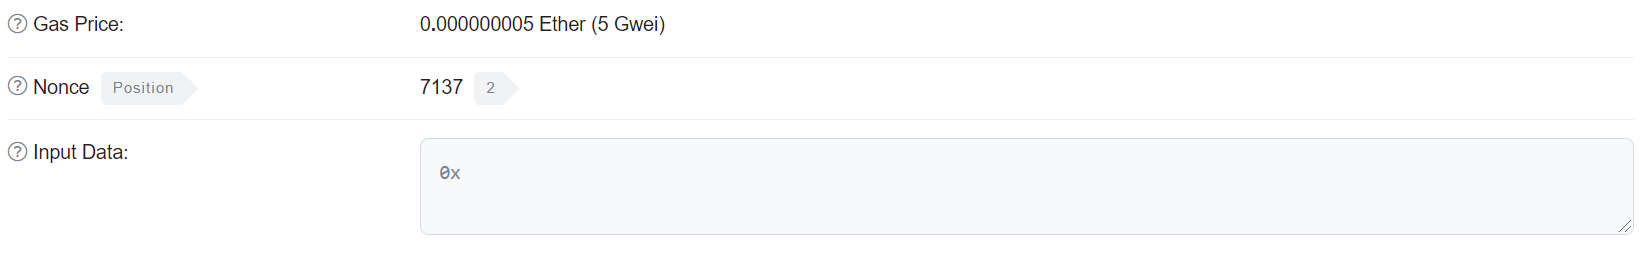 Gas Price: 0.000000005 Ether (5 Gwei)
Nonce Position 7137 2
Input Data: 0x